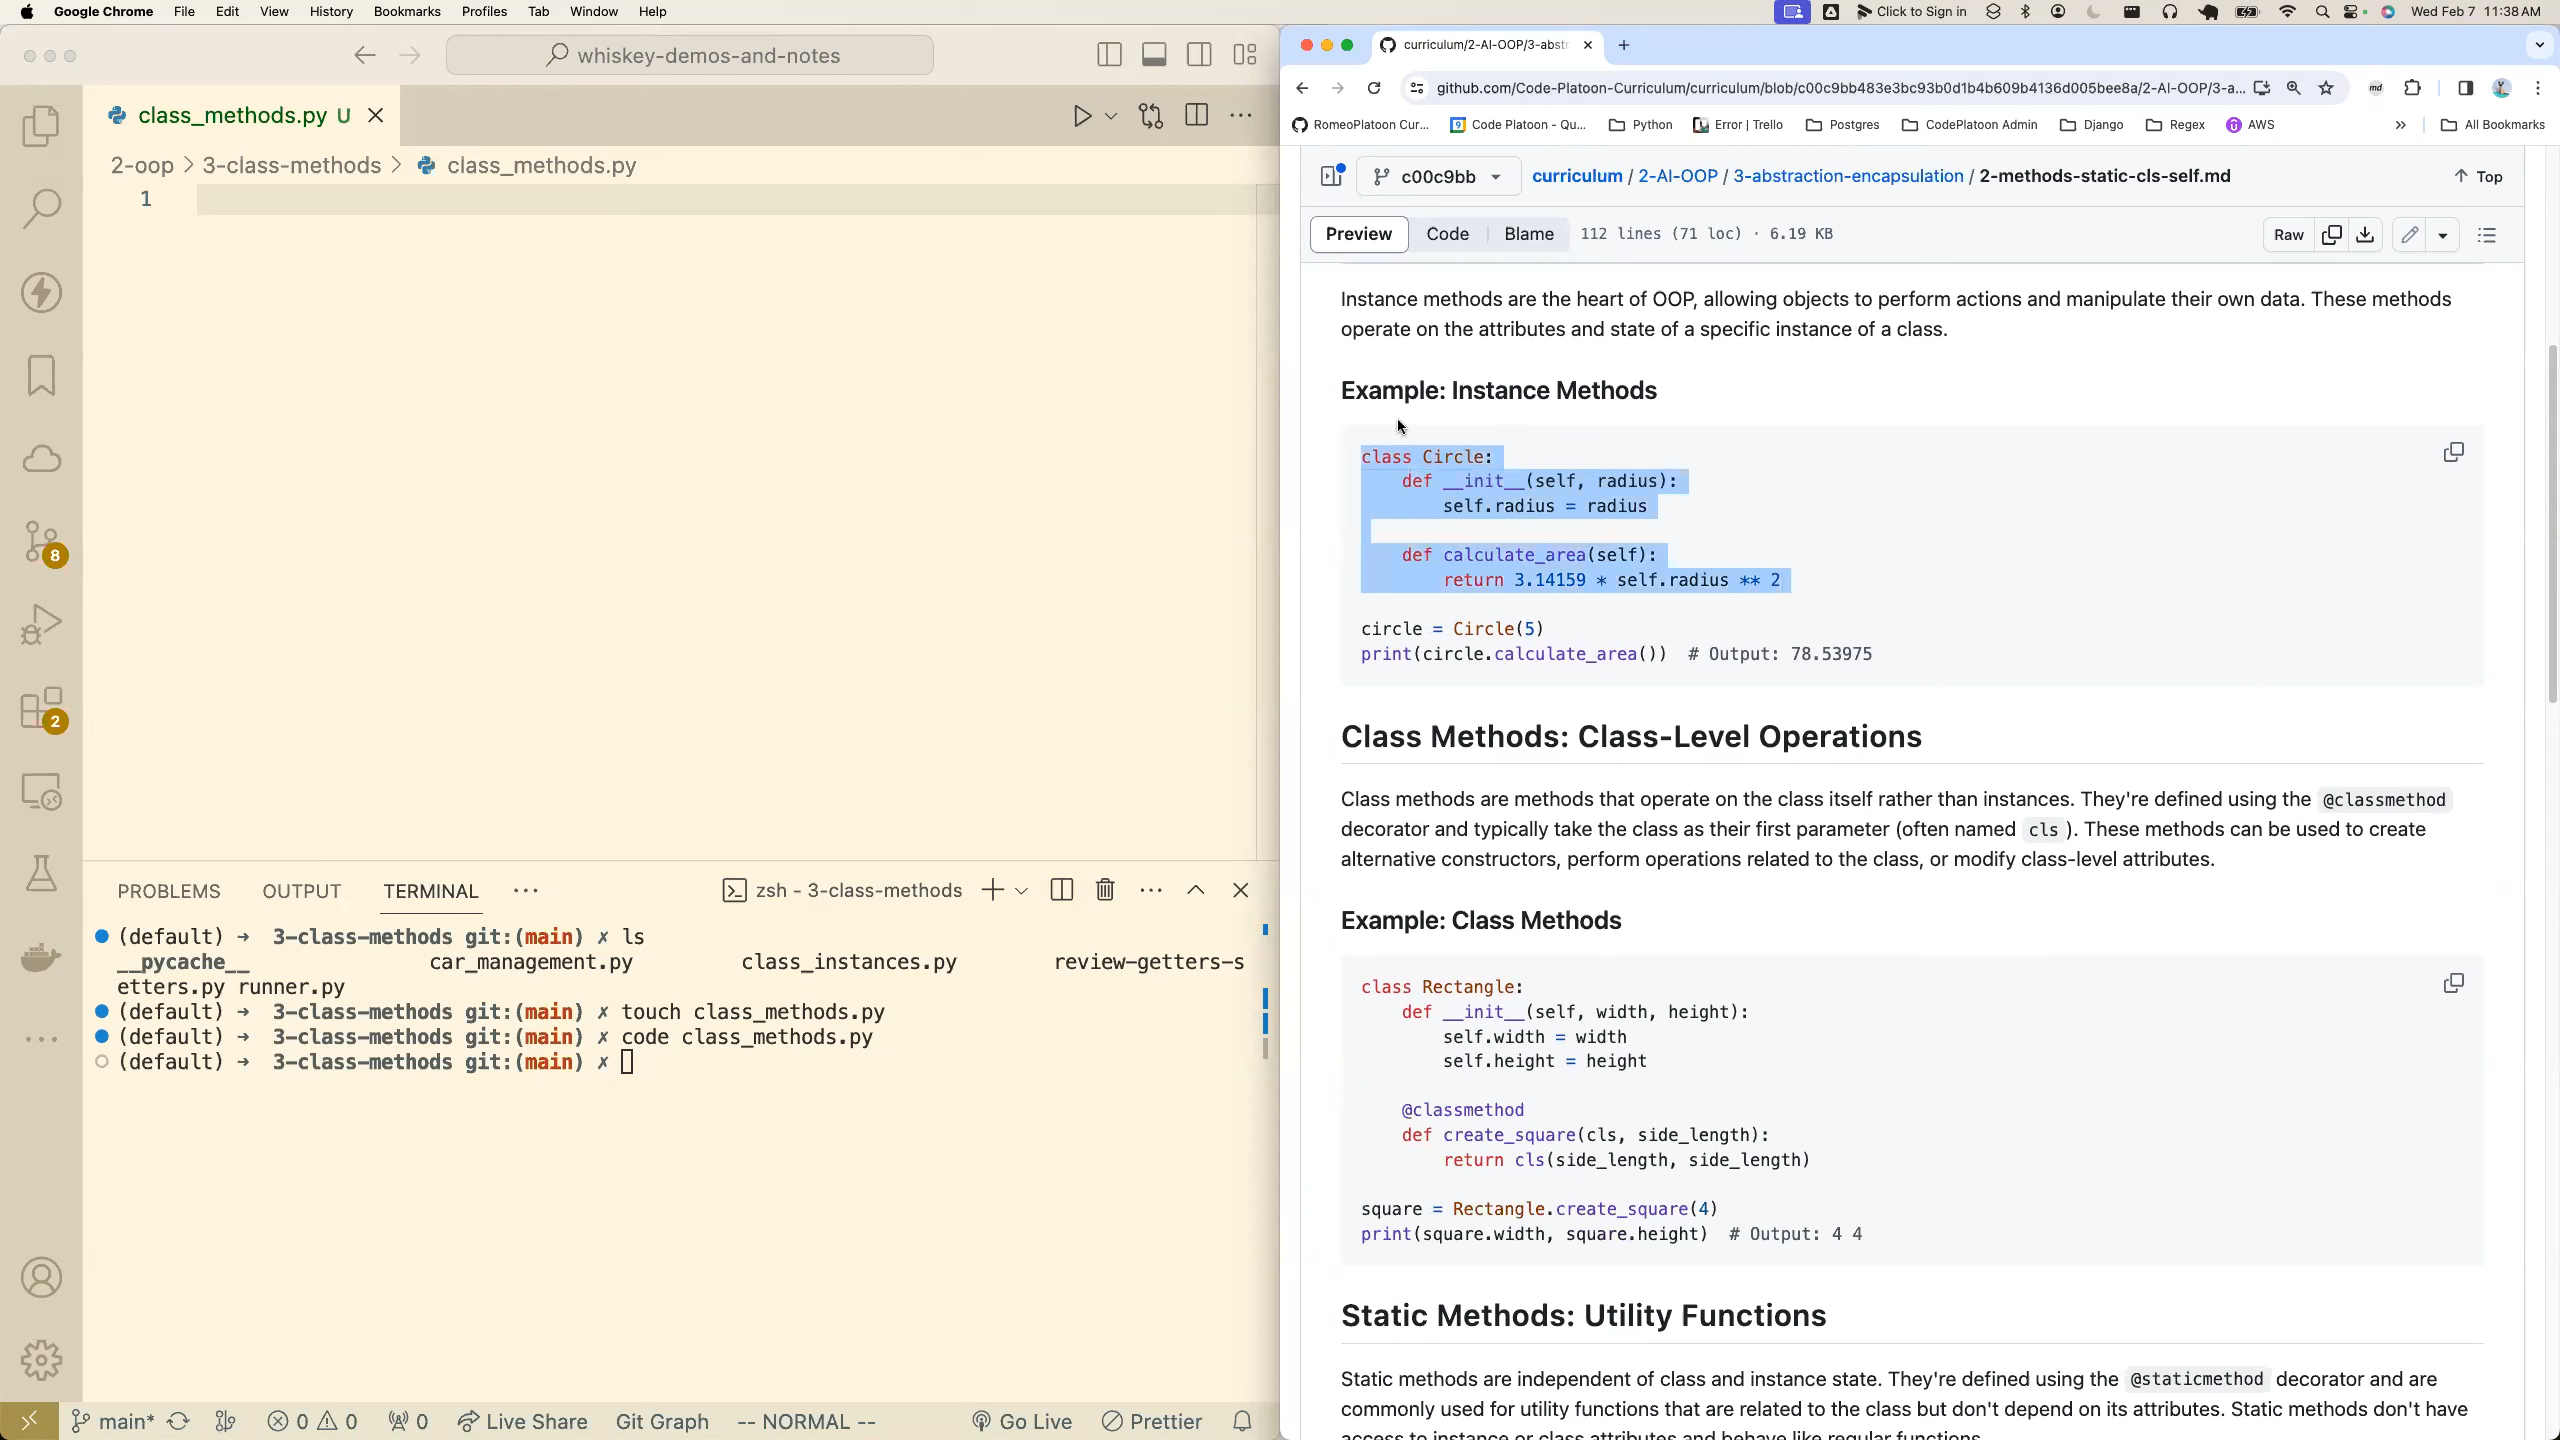 Google Chrome File Edit View History Bookmarks Profiles Tab Window Help
Click to Sign in Wed Feb 7 11:38 AM
whiskey-demos-and-notes
class_methods.py U
2-oop > 3-class-methods > class_methods.py
1
8
2
PROBLEMS OUTPUT TERMINAL ···
zsh - 3-class-methods
(default) → 3-class-methods git:(main) ✗ ls
__pycache__ car_management.py class_instances.py review-getters-s
etters.py runner.py
(default) → 3-class-methods git:(main) ✗ touch class_methods.py
(default) → 3-class-methods git:(main) ✗ code class_methods.py
(default) → 3-class-methods git:(main) ✗
main* 0 0 0 Live Share Git Graph -- NORMAL -- Go Live Prettier
curriculum/2-AI-OOP/3-abstr
github.com/Code-Platoon-Curriculum/curriculum/blob/c00c9bb483e3bc93b0d1b4b609b4136d005bee8a/2-AI-OOP/3-a...
RomeoPlatoon Cur... Code Platoon - Qu... Python Error | Trello Postgres CodePlatoon Admin Django Regex AWS » All Bookmarks
c00c9bb curriculum / 2-AI-OOP / 3-abstraction-encapsulation / 2-methods-static-cls-self.md Top
Preview Code Blame 112 lines (71 loc) · 6.19 KB Raw
Instance methods are the heart of OOP, allowing objects to perform actions and manipulate their own data. These methods
operate on the attributes and state of a specific instance of a class.
Example: Instance Methods
class Circle:
def __init__(self, radius):
self.radius = radius
def calculate_area(self):
return 3.14159 * self.radius ** 2
circle = Circle(5)
print(circle.calculate_area()) # Output: 78.53975
Class Methods: Class-Level Operations
Class methods are methods that operate on the class itself rather than instances. They're defined using the @classmethod
decorator and typically take the class as their first parameter (often named cls ). These methods can be used to create
alternative constructors, perform operations related to the class, or modify class-level attributes.
Example: Class Methods
class Rectangle:
def __init__(self, width, height):
self.width = width
self.height = height
@classmethod
def create_square(cls, side_length):
return cls(side_length, side_length)
square = Rectangle.create_square(4)
print(square.width, square.height) # Output: 4 4
Static Methods: Utility Functions
Static methods are independent of class and instance state. They're defined using the @staticmethod decorator and are
commonly used for utility functions that are related to the class but don't depend on its attributes. Static methods don't have
access to instance or class attributes and behave like regular functions.